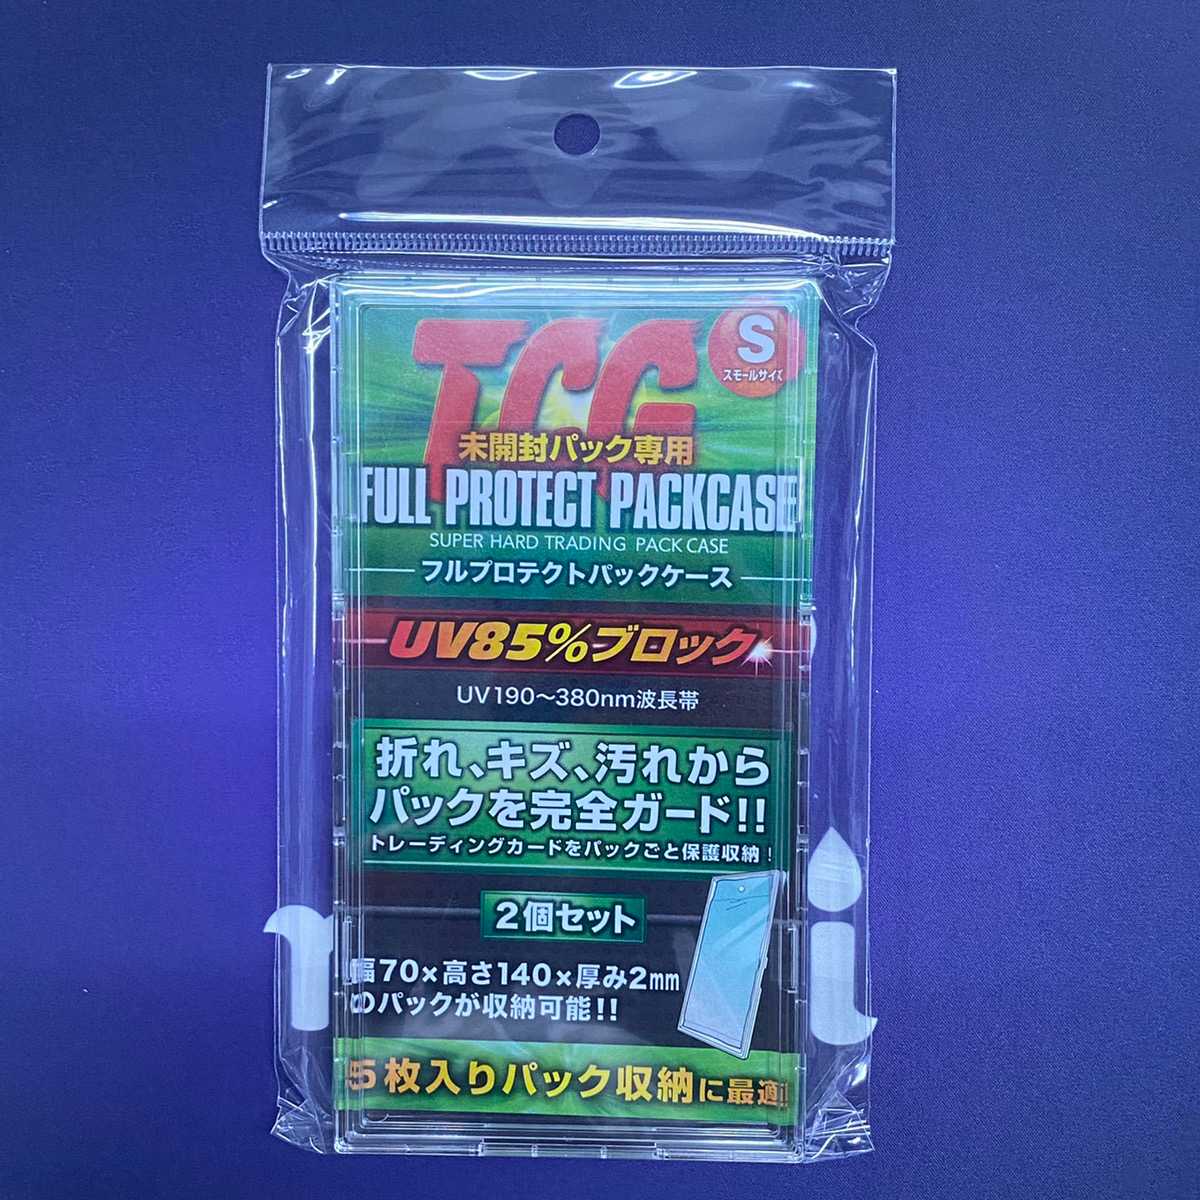 TCG
S
スモールサイズ
未開封パック専用
FULL PROTECT PACKCASE
SUPER HARD TRADING PACK CASE
フルプロテクトパックケース
UV85%ブロック
UV190〜380nm波長帯
折れ、キズ、汚れから
パックを完全ガード!!
トレーディングカードをパックごと保護収納!
2個セット
幅70×高さ140×厚み2mm
のパックが収納可能!!
5枚入りパック収納に最適!!